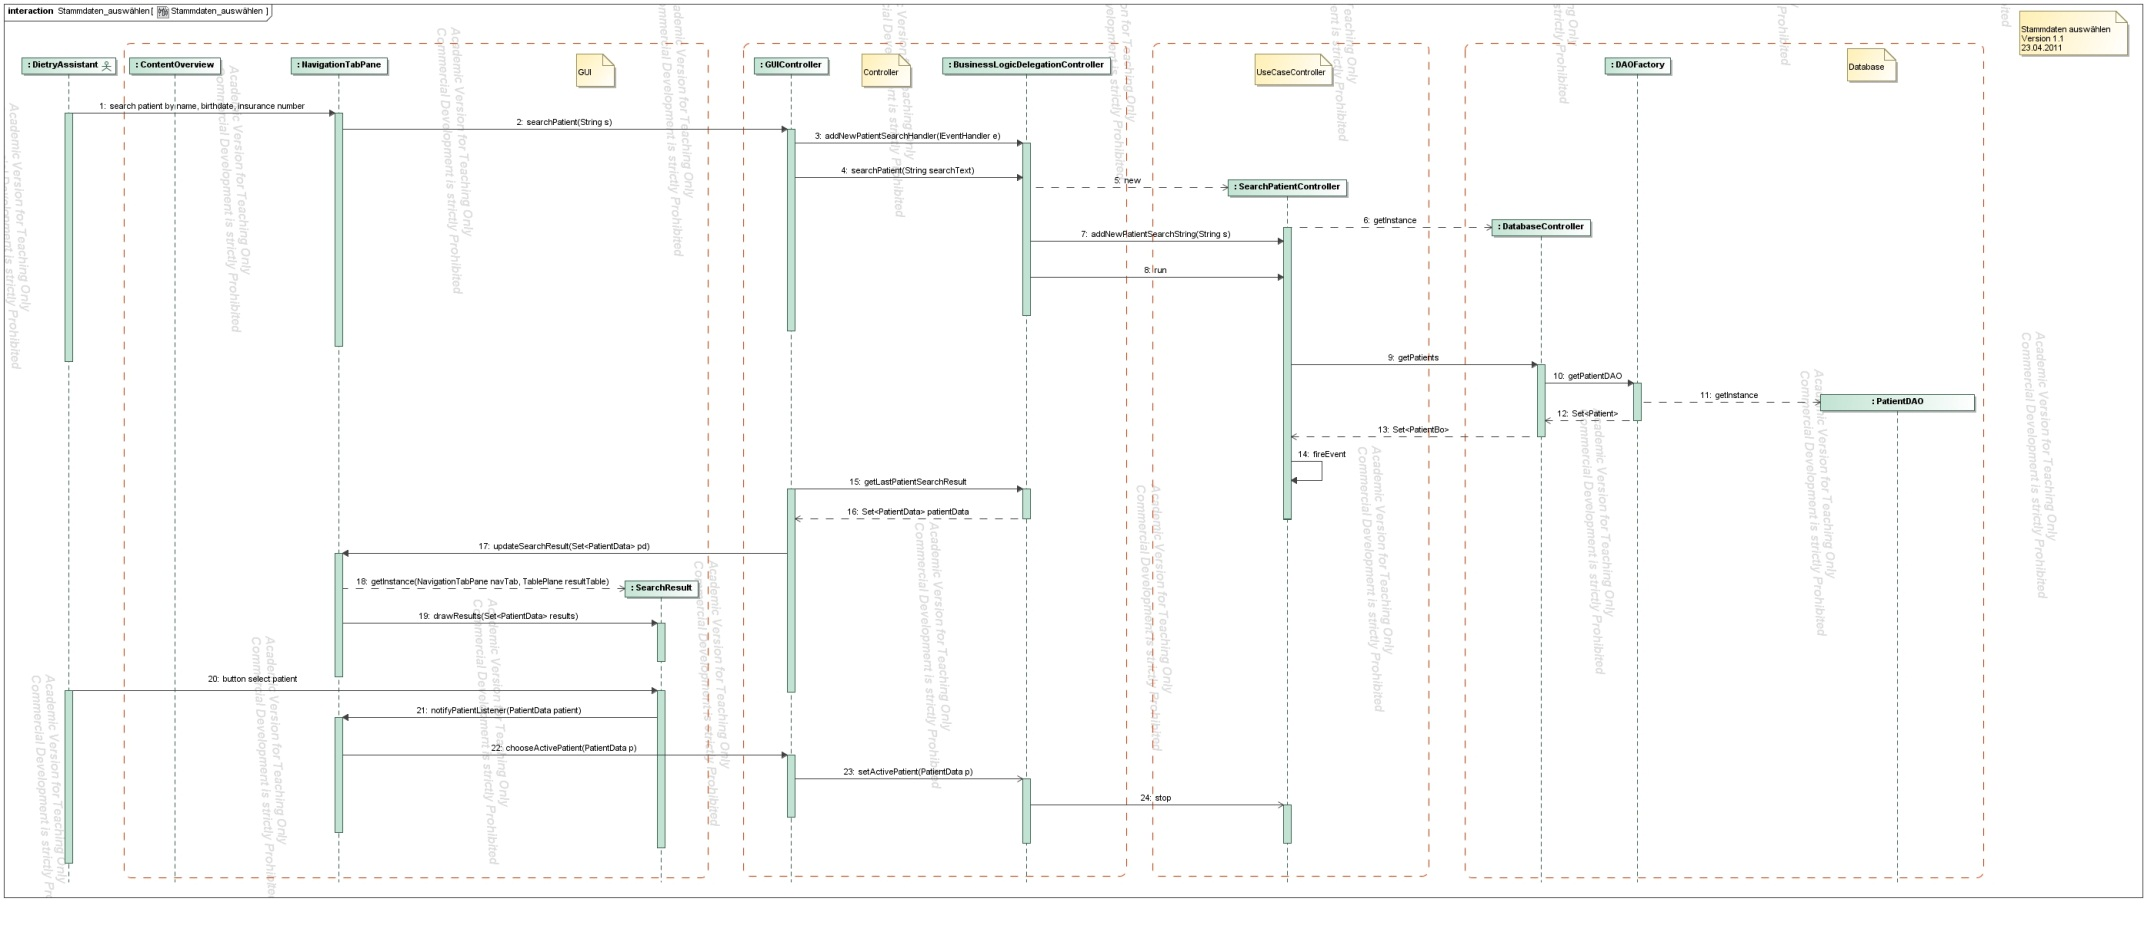 interaction Stammdaten_auswählen[ Stammdaten_auswählen ]
Stammdaten auswählen
Version 1.1
23.04.2011
GUI
Controller
UseCaseController
Database
: DietryAssistant
: ContentOverview
: NavigationTabPane
: GUIController
: BusinessLogicDelegationController
: DAOFactory
1: search patient by name, birthdate, insurance number
2: searchPatient(String s)
3: addNewPatientSearchHandler(IEventHandler e)
4: searchPatient(String searchText)
5: new
: SearchPatientController
6: getInstance
: DatabaseController
7: addNewPatientSearchString(String s)
8: run
9: getPatients
10: getPatientDAO
11: getInstance
: PatientDAO
12: Set<Patient>
13: Set<PatientBo>
14: fireEvent
15: getLastPatientSearchResult
16: Set<PatientData> patientData
17: updateSearchResult(Set<PatientData> pd)
18: getInstance(NavigationTabPane navTab, TablePlane resultTable)
: SearchResult
19: drawResults(Set<PatientData> results)
20: button select patient
21: notifyPatientListener(PatientData patient)
22: chooseActivePatient(PatientData p)
23: setActivePatient(PatientData p)
24: stop
Academic Version for Teaching Only
Commercial Development is strictly Prohibited